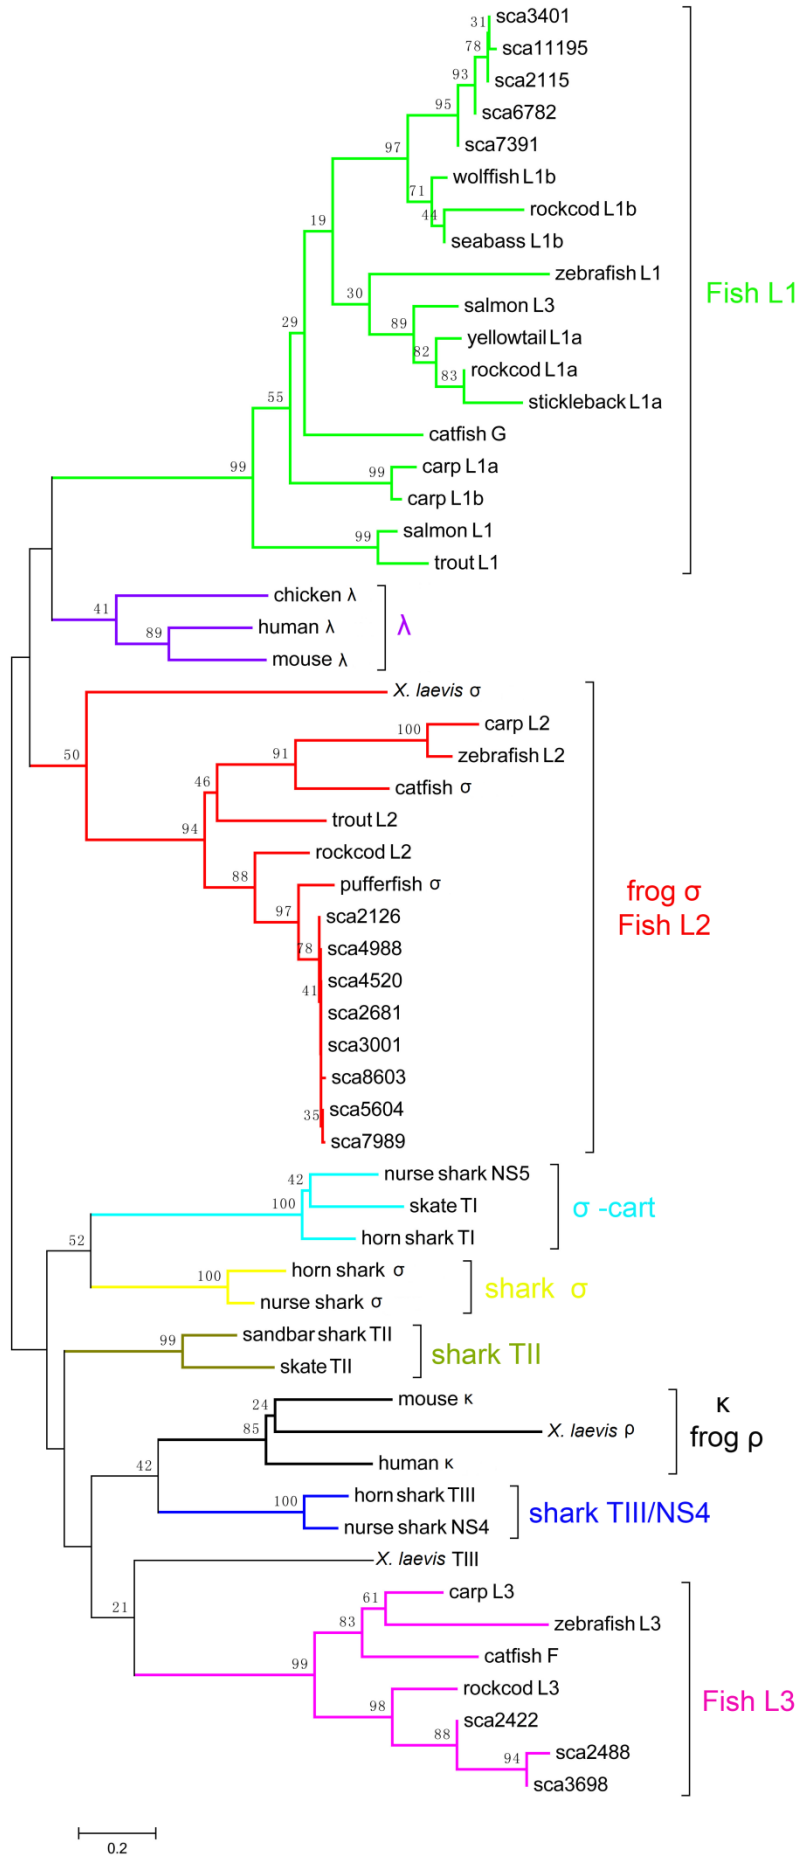 31
sca3401
78
sca11195
93
sca2115
95
sca6782
97
sca7391
71
wolffish L1b
44
rockcod L1b
19
seabass L1b
zebrafish L1
Fish L1
30
salmon L3
29
89
yellowtail L1a
82
rockcod L1a
83
stickleback L1a
55
catfish G
99
carp L1a
99
carp L1b
salmon L1
99
trout L1
chicken λ
41
human λ
λ
89
mouse λ
X. laevis σ
100
carp L2
50
91
zebrafish L2
46
catfish σ
94
trout L2
rockcod L2
88
pufferfish σ
frog σ
Fish L2
97
sca2126
78
sca4988
sca4520
41
sca2681
sca3001
sca8603
35
sca5604
sca7989
42
nurse shark NS5
100
skate TI
σ -cart
horn shark TI
52
100
horn shark σ
shark σ
nurse shark σ
99
sandbar shark TII
shark TII
skate TII
24
mouse κ
κ
frog ρ
85
X. laevis ρ
42
human κ
100
horn shark TIII
shark TIII/NS4
nurse shark NS4
X. laevis TIII
21
61
carp L3
83
zebrafish L3
99
catfish F
98
rockcod L3
Fish L3
88
sca2422
94
sca2488
sca3698
0.2